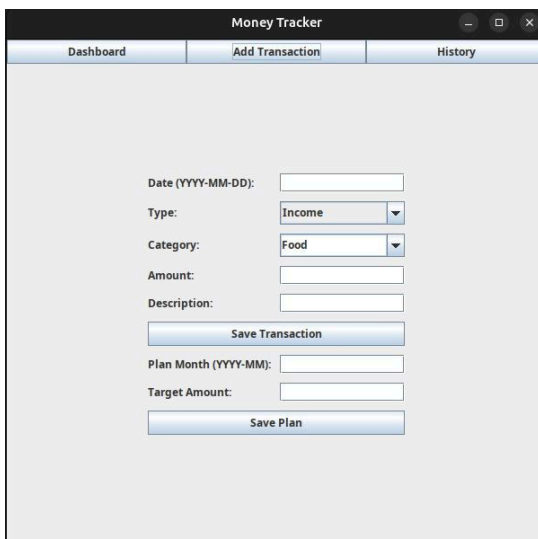 Money Tracker
Dashboard Add Transaction History
Date (YYYY-MM-DD):
Type: Income
Category: Food
Amount:
Description:
Save Transaction
Plan Month (YYYY-MM):
Target Amount:
Save Plan